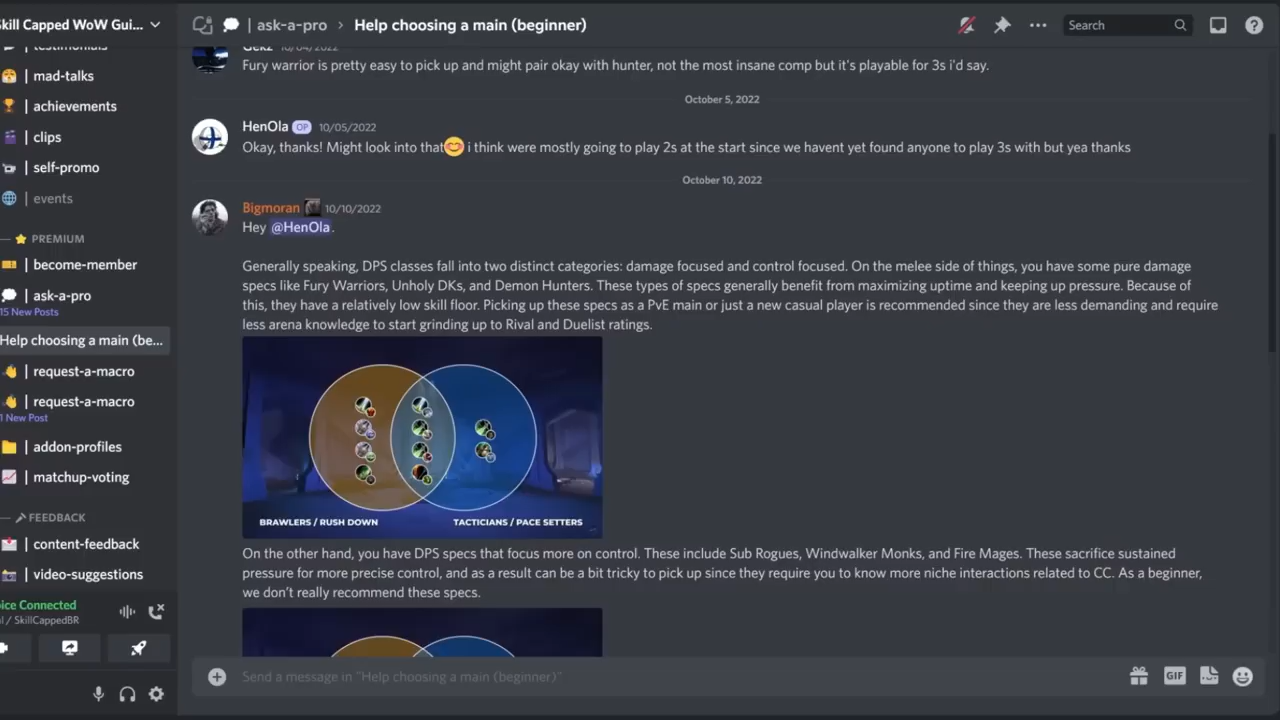 Skill Capped WoW Gui...
testimonials
| mad-talks
| achievements
| clips
| self-promo
| events
PREMIUM
| become-member
| ask-a-pro
15 New Posts
Help choosing a main (be...
| request-a-macro
| request-a-macro
1 New Post
| addon-profiles
| matchup-voting
FEEDBACK
| content-feedback
| video-suggestions
oice Connected
/ SkillCappedBR
| ask-a-pro › Help choosing a main (beginner)
Search
Gekz 10/04/2022
Fury warrior is pretty easy to pick up and might pair okay with hunter, not the most insane comp but it's playable for 3s i'd say.
October 5, 2022
HenOla OP 10/05/2022
Okay, thanks! Might look into that😊 i think were mostly going to play 2s at the start since we havent yet found anyone to play 3s with but yea thanks
October 10, 2022
Bigmoran 10/10/2022
Hey @HenOla.
Generally speaking, DPS classes fall into two distinct categories: damage focused and control focused. On the melee side of things, you have some pure damage
specs like Fury Warriors, Unholy DKs, and Demon Hunters. These types of specs generally benefit from maximizing uptime and keeping up pressure. Because of
this, they have a relatively low skill floor. Picking up these specs as a PvE main or just a new casual player is recommended since they are less demanding and require
less arena knowledge to start grinding up to Rival and Duelist ratings.
BRAWLERS / RUSH DOWN
TACTICIANS / PACE SETTERS
On the other hand, you have DPS specs that focus more on control. These include Sub Rogues, Windwalker Monks, and Fire Mages. These sacrifice sustained
pressure for more precise control, and as a result can be a bit tricky to pick up since they require you to know more niche interactions related to CC. As a beginner,
we don't really recommend these specs.
Send a message in "Help choosing a main (beginner)"
GIF